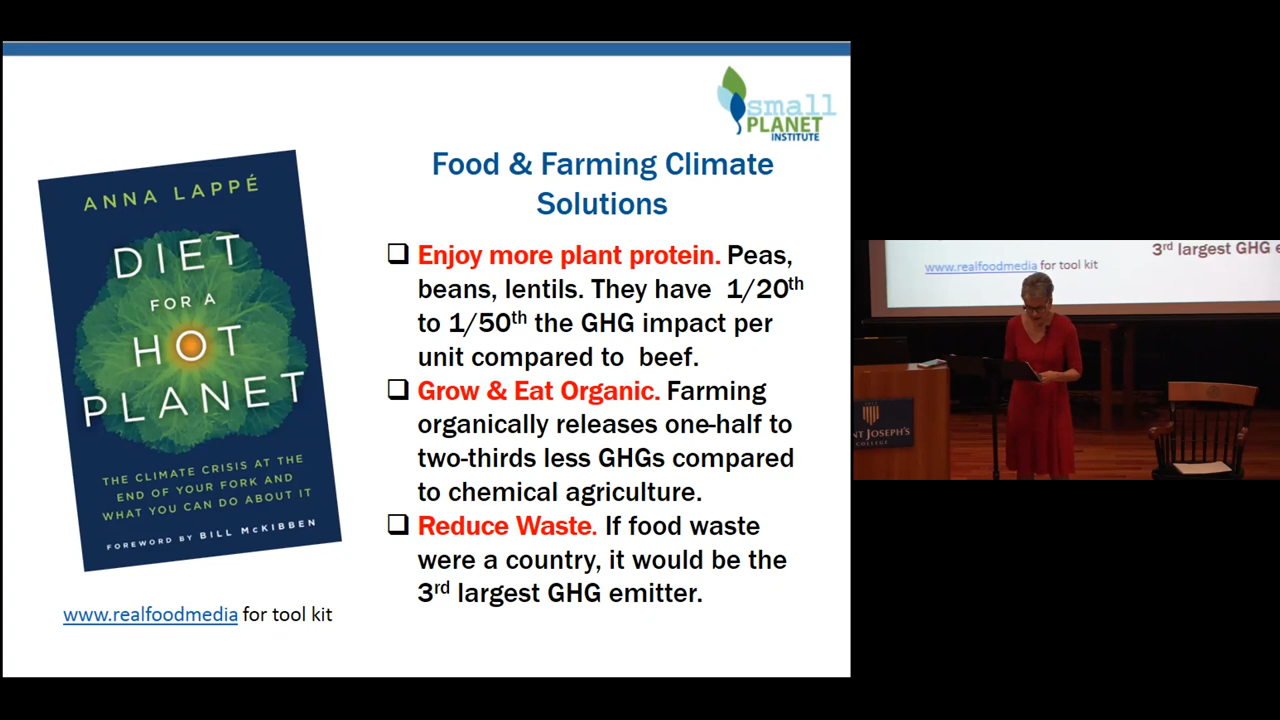 small
PLANET
INSTITUTE
Food & Farming Climate
Solutions
Enjoy more plant protein. Peas,
beans, lentils. They have 1/20th
to 1/50th the GHG impact per
unit compared to beef.
Grow & Eat Organic. Farming
organically releases one-half to
two-thirds less GHGs compared
to chemical agriculture.
Reduce Waste. If food waste
were a country, it would be the
3rd largest GHG emitter.
ANNA LAPPÉ
DIET
FOR A
HOT
PLANET
THE CLIMATE CRISIS AT THE
END OF YOUR FORK AND
WHAT YOU CAN DO ABOUT IT
FOREWORD BY BILL McKIBBEN
www.realfoodmedia for tool kit
3rd largest GHG e
www.realfoodmedia for tool kit
NT JOSEPH'S
COLLEGE